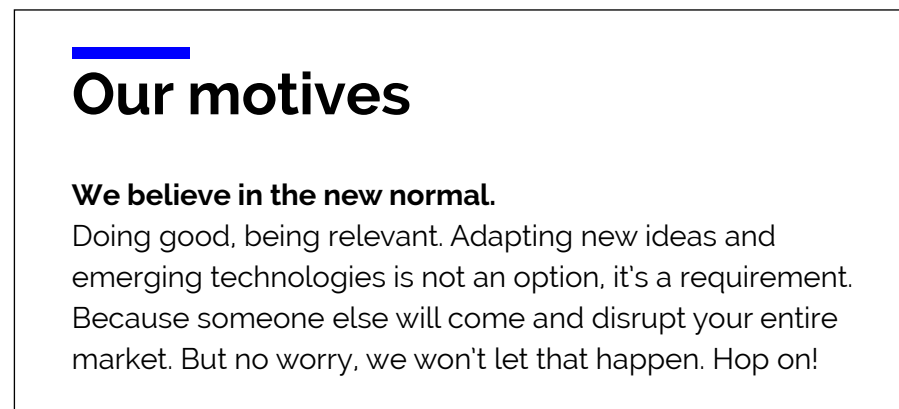 Our motives
We believe in the new normal.
Doing good, being relevant. Adapting new ideas and
emerging technologies is not an option, it's a requirement.
Because someone else will come and disrupt your entire
market. But no worry, we won't let that happen. Hop on!